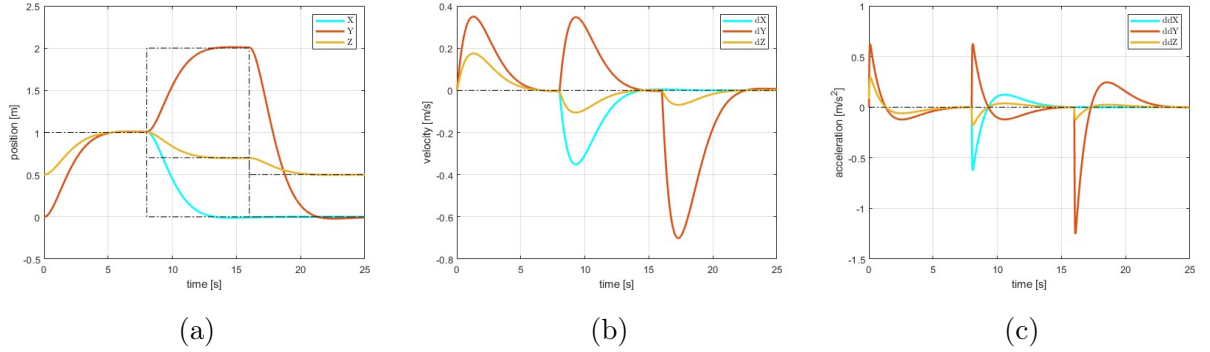 2.5
2
1.5
1
0.5
0
-0.5
0
5
10
15
20
25
time [s]
position [m]
X
Y
Z
(a)
0.4
0.2
0
-0.2
-0.4
-0.6
-0.8
0
5
10
15
20
25
time [s]
velocity [m/s]
dX
dY
dZ
(b)
1
0.5
0
-0.5
-1
-1.5
0
5
10
15
20
25
time [s]
acceleration [m/s²]
ddX
ddY
ddZ
(c)